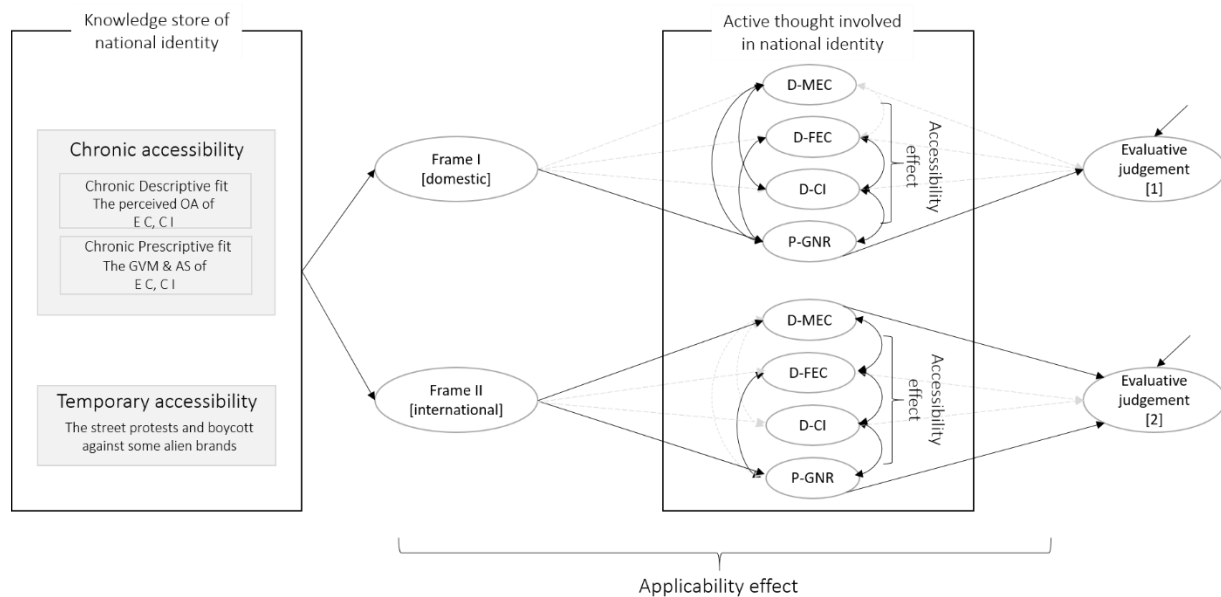 Knowledge store of
national identity
Chronic accessibility
Chronic Descriptive fit
The perceived OA of
E C, C I
Chronic Prescriptive fit
The GVM & AS of
E C, C I
Temporary accessibility
The street protests and boycott
against some alien brands
Frame I
[domestic]
Frame II
[international]
Active thought involved
in national identity
D-MEC
D-FEC
D-CI
P-GNR
Accessibility
effect
D-MEC
D-FEC
D-CI
P-GNR
Accessibility
effect
Evaluative
judgement
[1]
Evaluative
judgement
[2]
Applicability effect